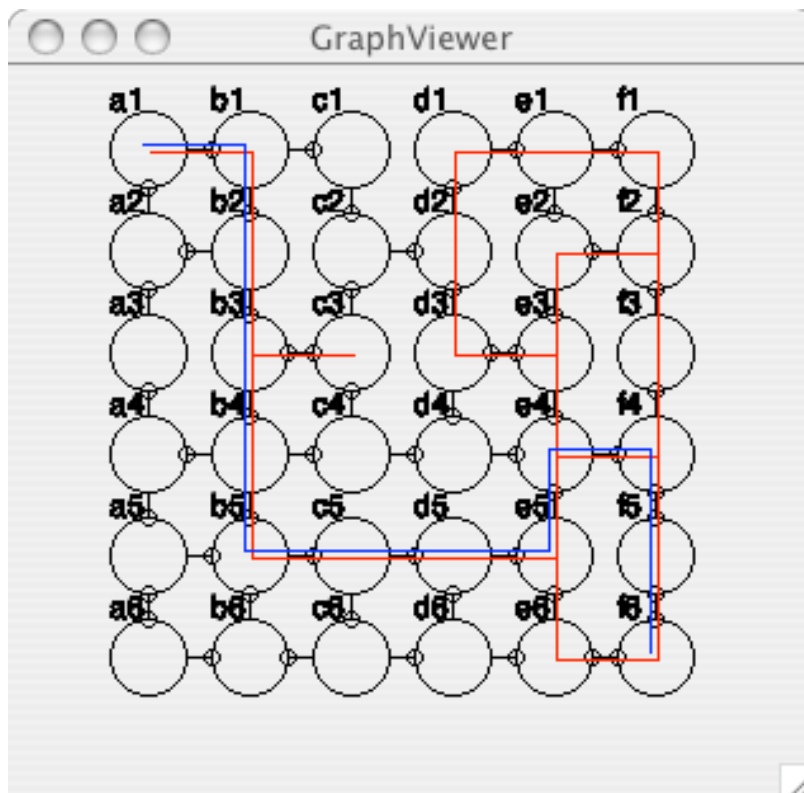 GraphViewer
a1 b1 c1 d1 e1 f1
a2 b2 c2 d2 e2 f2
a3 b3 c3 d3 e3 f3
a4 b4 c4 d4 e4 f4
a5 b5 c5 d5 e5 f5
a6 b6 c6 d6 e6 f6